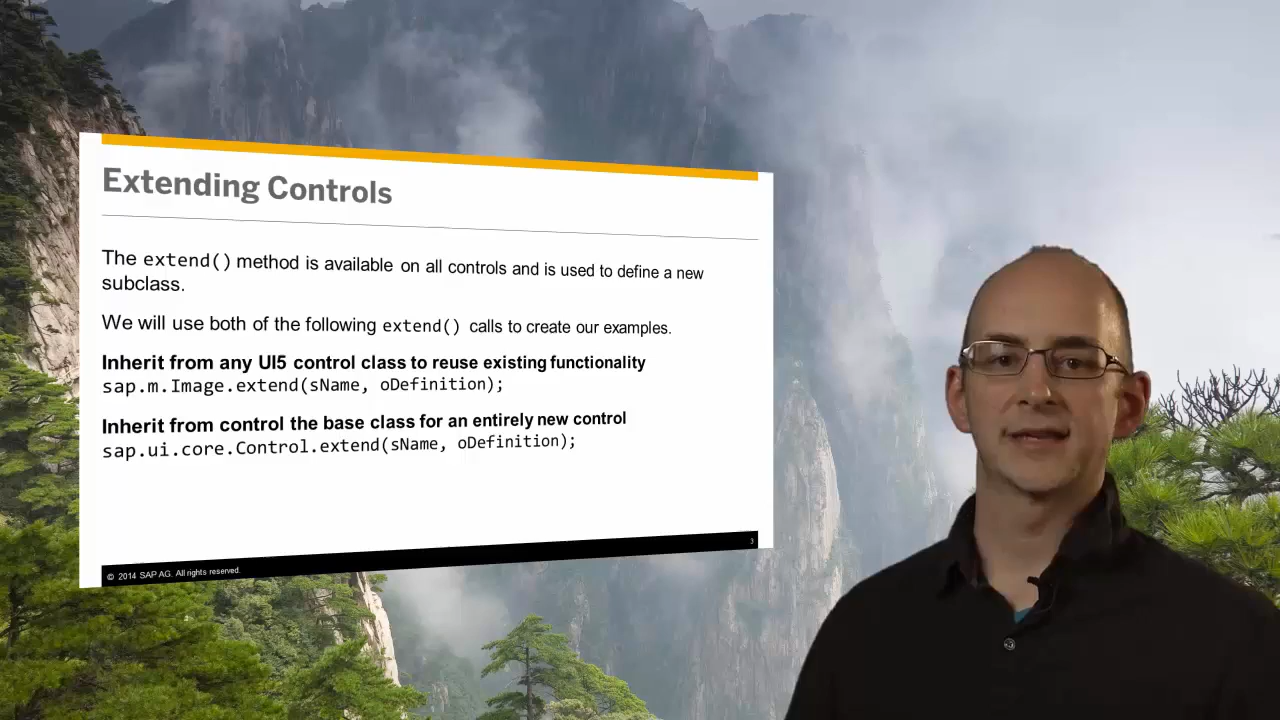 Extending Controls
The extend() method is available on all controls and is used to define a new
subclass.
We will use both of the following extend() calls to create our examples.
Inherit from any UI5 control class to reuse existing functionality
sap.m.Image.extend(sName, oDefinition);
Inherit from control the base class for an entirely new control
sap.ui.core.Control.extend(sName, oDefinition);
© 2014 SAP AG. All rights reserved.
3